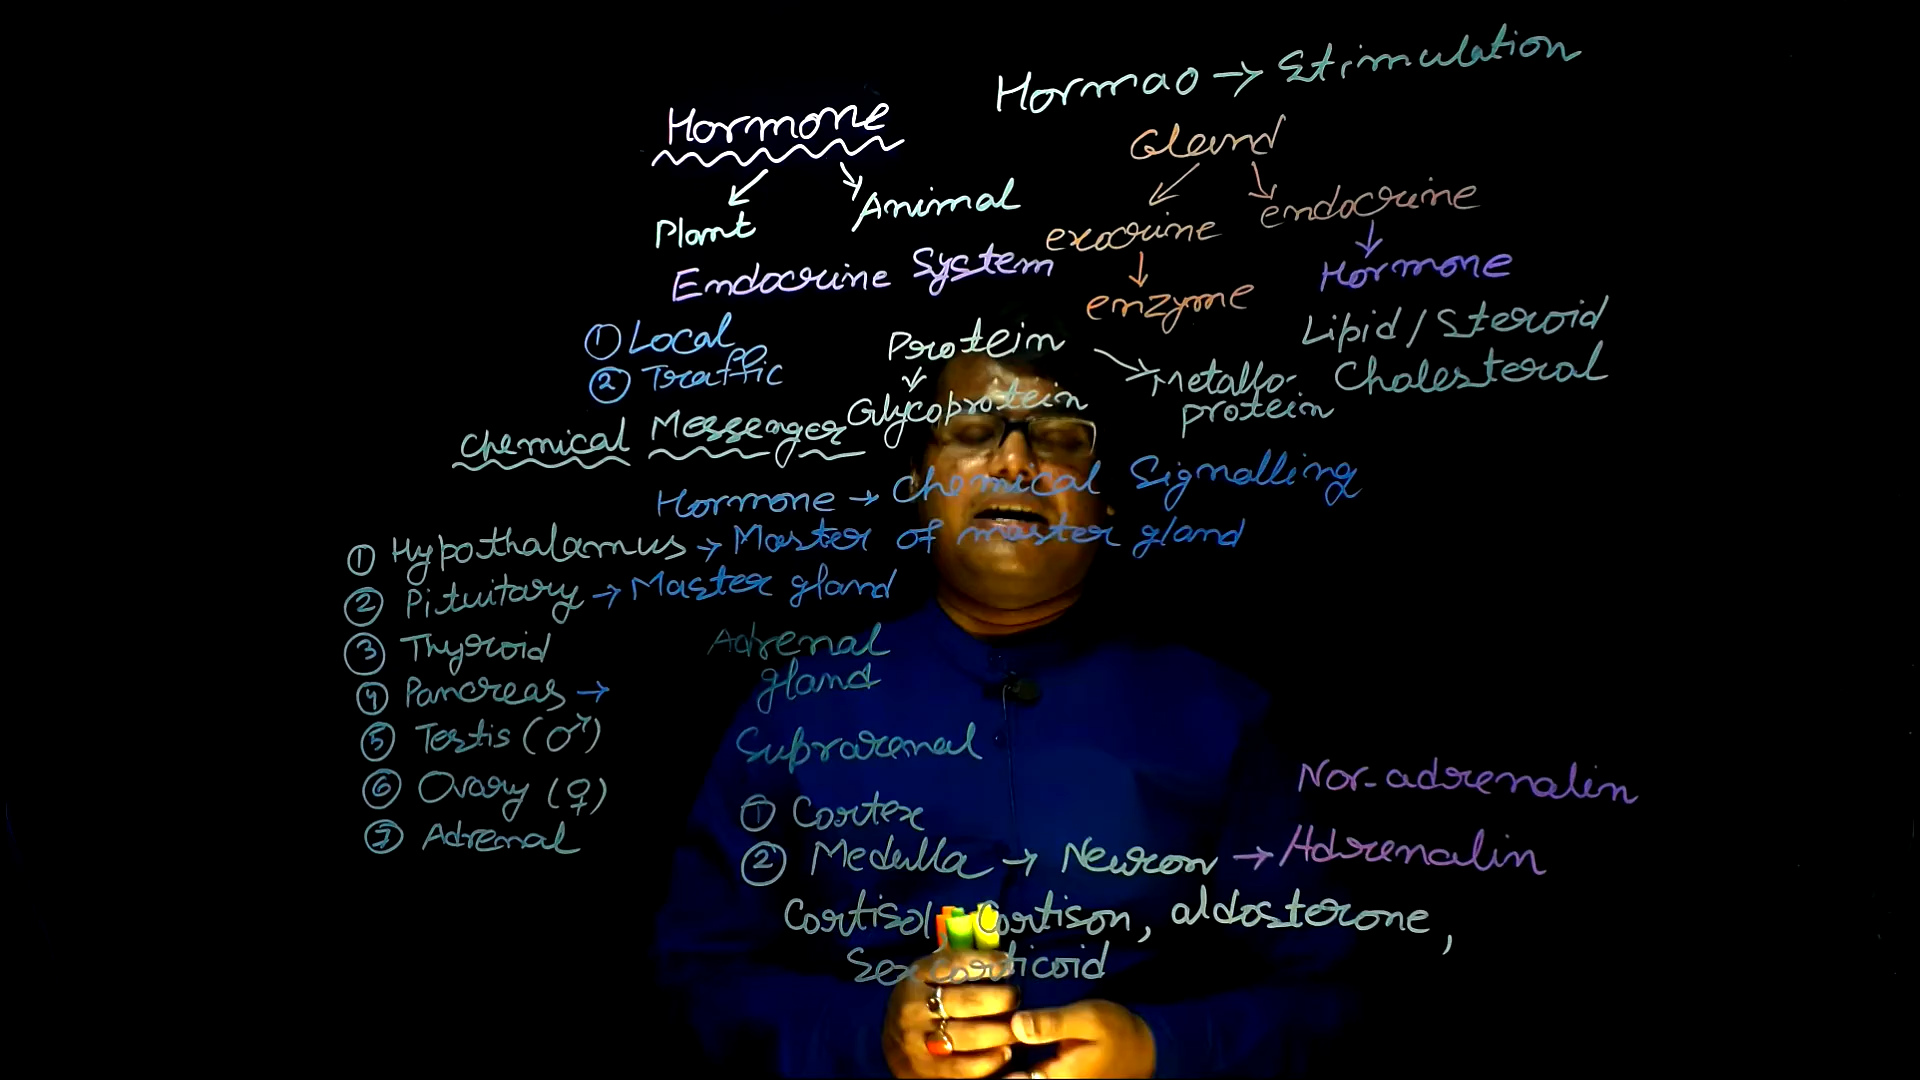 Hormao → Stimulation
Hormone
Plant
Animal
Gland
exocrine
endocrine
enzyme
Hormone
Endocrine System
① Local
② Traffic
Protein
Glycoprotein
Metallo-
protein
Lipid / Steroid
Cholesteral
Chemical Messenger
Hormone → Chemical Signalling
① Hypothalamus → Master of master gland
② Pituitary → Master gland
③ Thyroid
④ Pancreas →
⑤ Testis (♂)
⑥ Ovary (♀)
⑦ Adrenal
Adrenal
gland
Suprarenal
① Cortex
② Medulla → Neuron → Adrenalin
Nor-adrenalin
Cortisol, Cortison, aldosterone,
Sexcorticoid